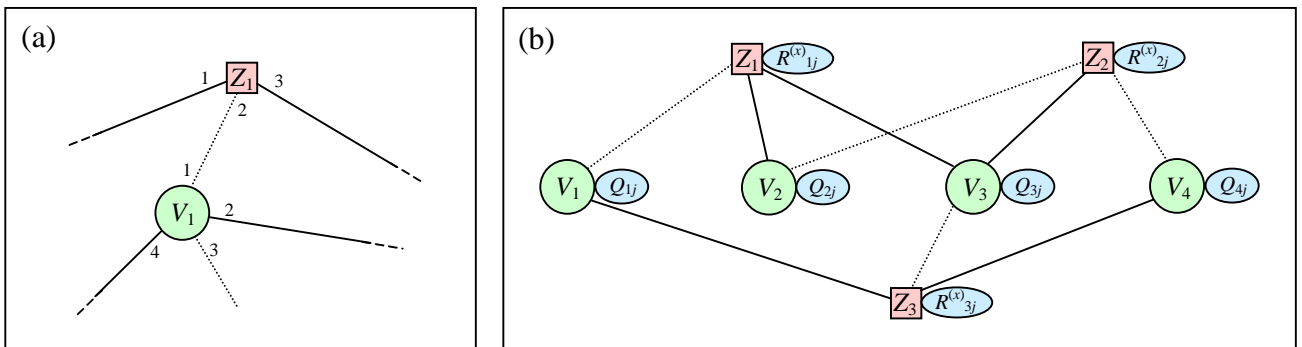 (a)
Z₁
1
3
2
1
V₁
2
4
3
(b)
Z₁ R⁽ˣ⁾₁ⱼ
Z₂ R⁽ˣ⁾₂ⱼ
V₁ Q₁ⱼ
V₂ Q₂ⱼ
V₃ Q₃ⱼ
V₄ Q₄ⱼ
Z₃ R⁽ˣ⁾₃ⱼ